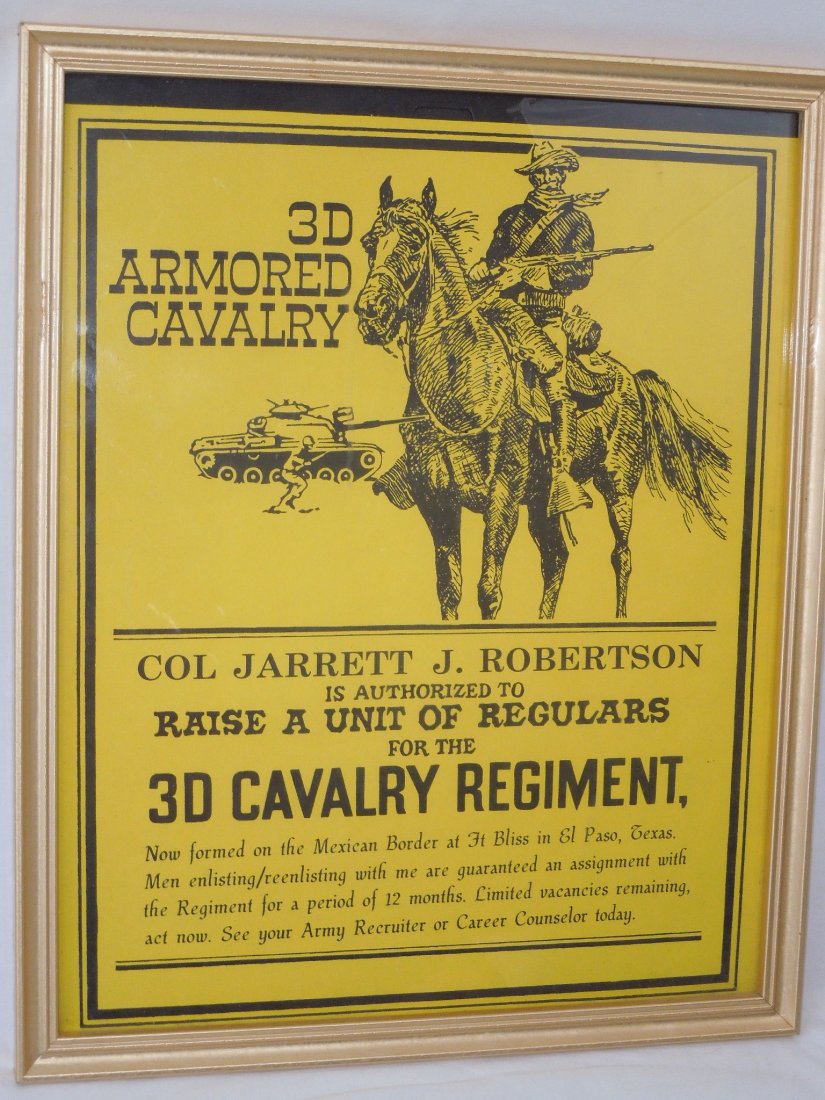 3D
ARMORED
CAVALRY
COL JARRETT J. ROBERTSON
IS AUTHORIZED TO
RAISE A UNIT OF REGULARS
FOR THE
3D CAVALRY REGIMENT,
Now formed on the Mexican Border at Ft Bliss in El Paso, Texas.
Men enlisting/reenlisting with me are guaranteed an assignment with
the Regiment for a period of 12 months. Limited vacancies remaining,
act now. See your Army Recruiter or Career Counselor today.